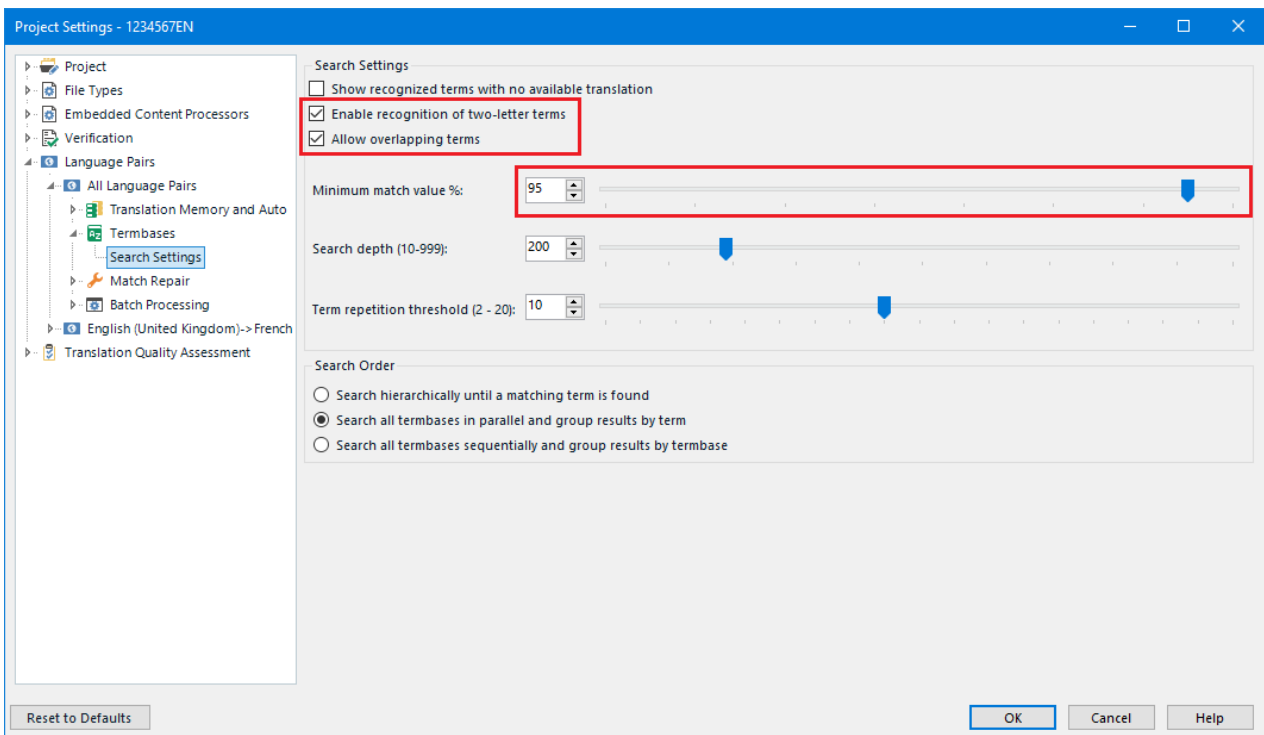 Project Settings - 1234567EN
Project
File Types
Embedded Content Processors
Verification
Language Pairs
All Language Pairs
Translation Memory and Auto
Termbases
Search Settings
Match Repair
Batch Processing
English (United Kingdom)->French
Translation Quality Assessment
Search Settings
Show recognized terms with no available translation
Enable recognition of two-letter terms
Allow overlapping terms
Minimum match value %: 95
Search depth (10-999): 200
Term repetition threshold (2 - 20): 10
Search Order
Search hierarchically until a matching term is found
Search all termbases in parallel and group results by term
Search all termbases sequentially and group results by termbase
Reset to Defaults OK Cancel Help